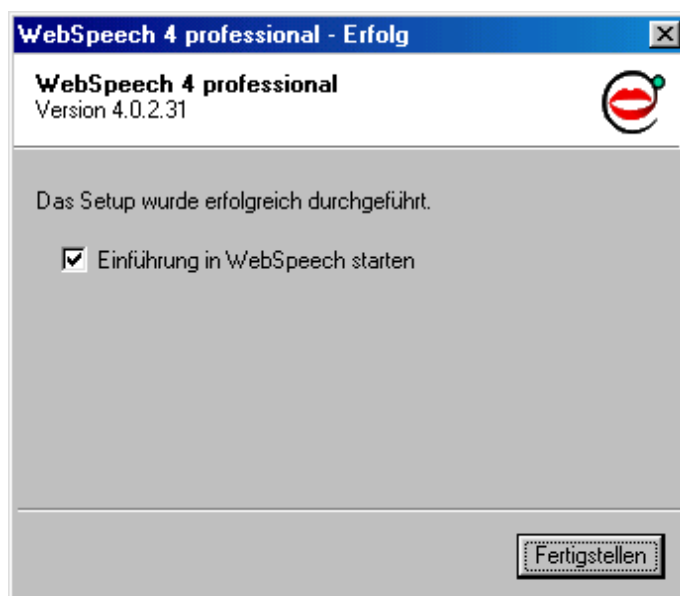 WebSpeech 4 professional - Erfolg
WebSpeech 4 professional
Version 4.0.2.31
Das Setup wurde erfolgreich durchgeführt.
Einführung in WebSpeech starten
Fertigstellen